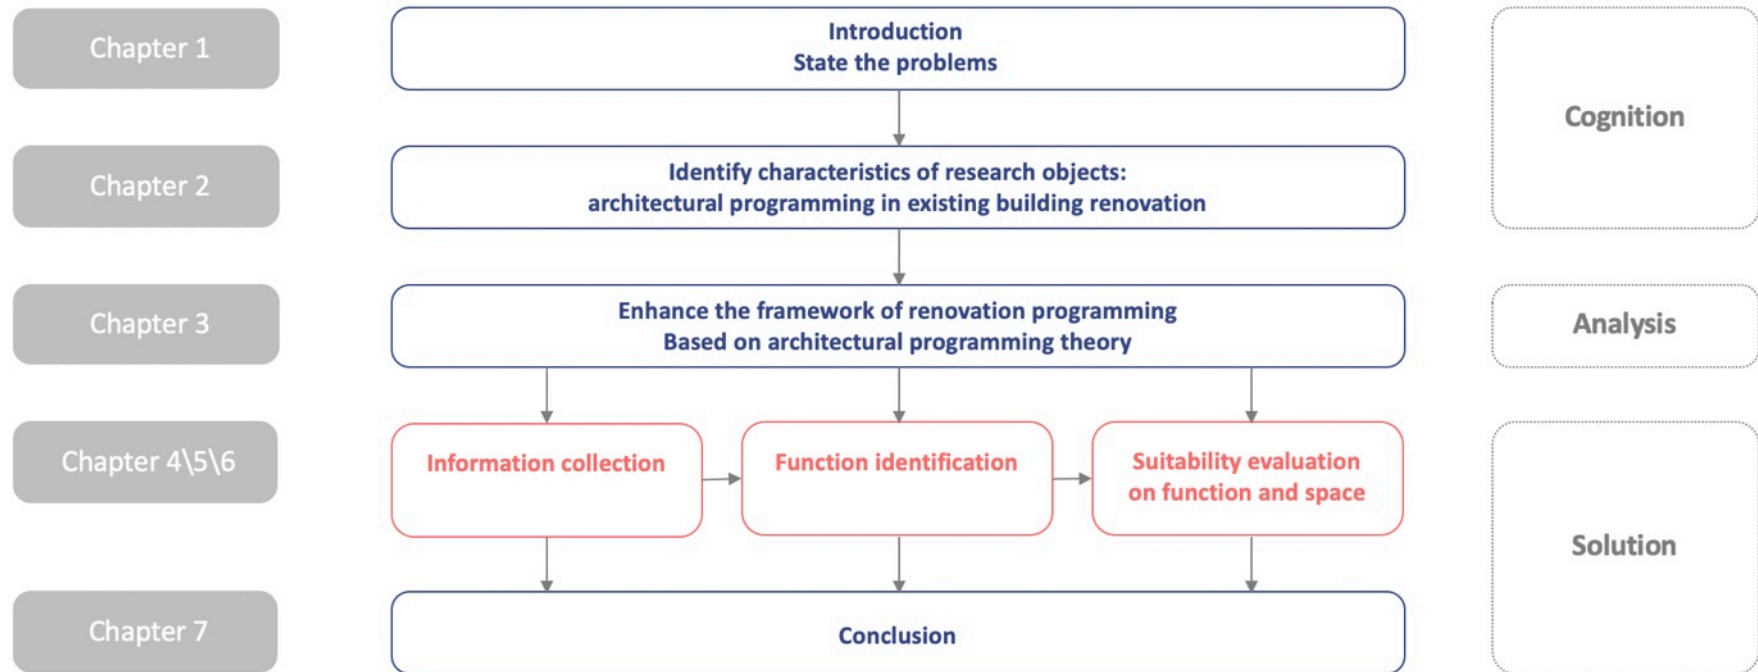 Chapter 1
Introduction
State the problems
Cognition
Chapter 2
Identify characteristics of research objects:
architectural programming in existing building renovation
Chapter 3
Enhance the framework of renovation programming
Based on architectural programming theory
Analysis
Chapter 4\5\6
Information collection
Function identification
Suitability evaluation
on function and space
Solution
Chapter 7
Conclusion